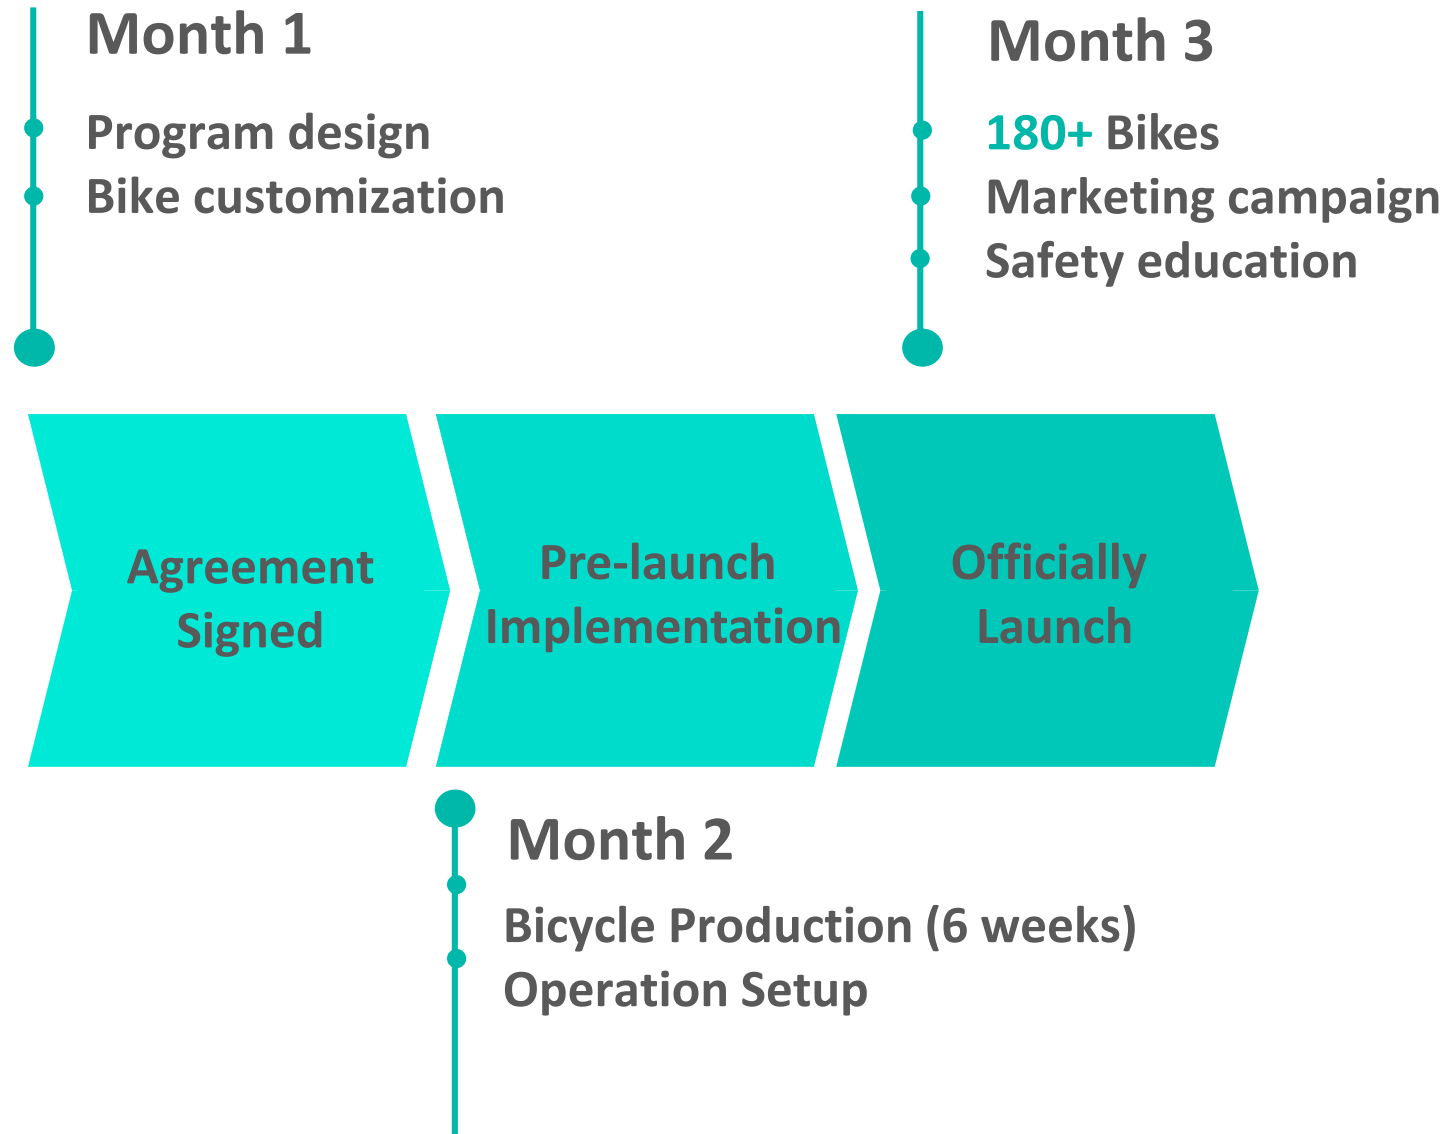 Month 1
Program design
Bike customization
Month 3
180+ Bikes
Marketing campaign
Safety education
Agreement
Signed
Pre-launch
Implementation
Officially
Launch
Month 2
Bicycle Production (6 weeks)
Operation Setup